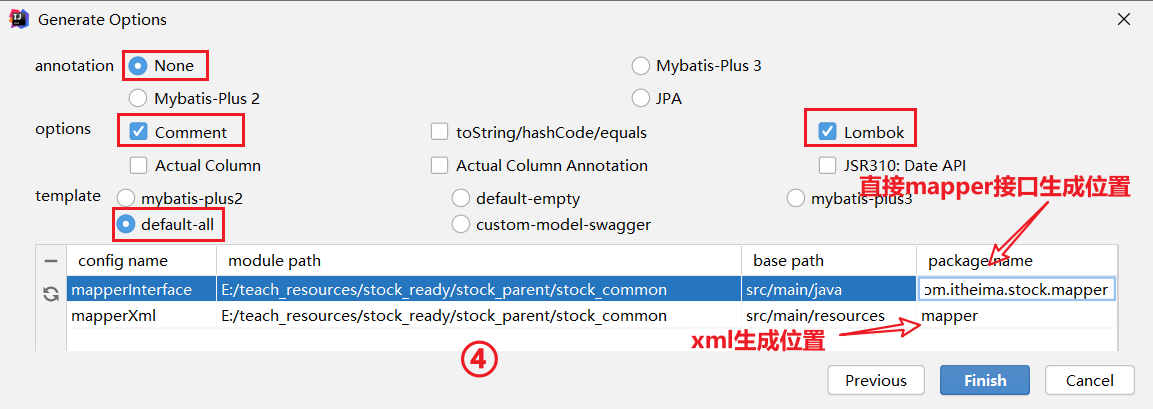 Generate Options
annotation None Mybatis-Plus 3
Mybatis-Plus 2 JPA
options Comment toString/hashCode/equals Lombok
Actual Column Actual Column Annotation JSR310: Date API
直接mapper接口生成位置
template mybatis-plus2 default-empty mybatis-plus3
default-all custom-model-swagger
config name module path base path package name
mapperInterface E:/teach_resources/stock_ready/stock_parent/stock_common src/main/java om.itheima.stock.mapper
mapperXml E:/teach_resources/stock_ready/stock_parent/stock_common src/main/resources mapper
xml生成位置
④
Previous Finish Cancel